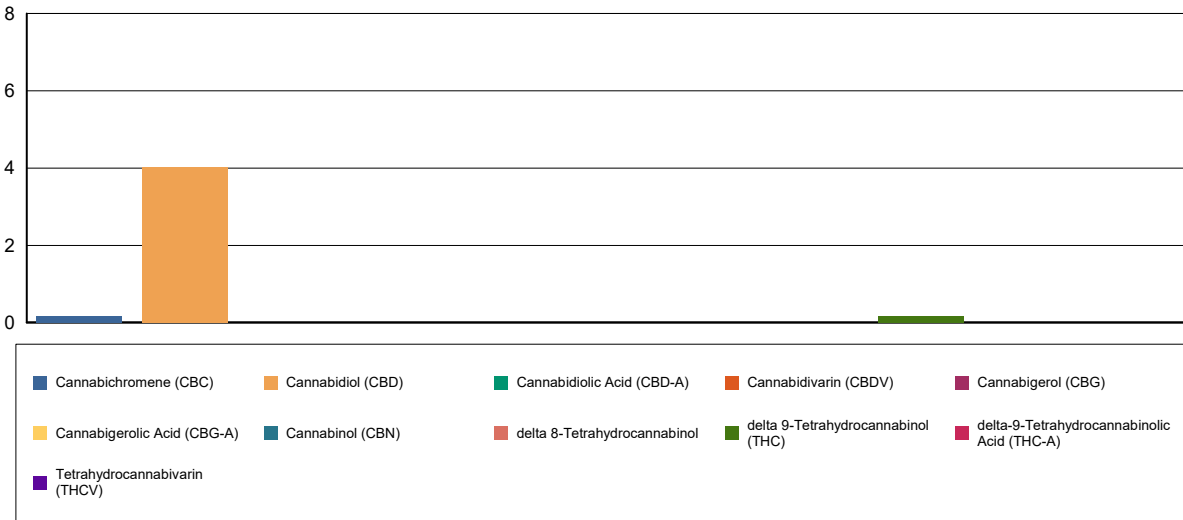 8
6
4
2
0
Cannabichromene (CBC)
Cannabidiol (CBD)
Cannabidiolic Acid (CBD-A)
Cannabidivarin (CBDV)
Cannabigerol (CBG)
Cannabigerolic Acid (CBG-A)
Cannabinol (CBN)
delta 8-Tetrahydrocannabinol
delta 9-Tetrahydrocannabinol
(THC)
delta-9-Tetrahydrocannabinolic
Acid (THC-A)
Tetrahydrocannabivarin
(THCV)